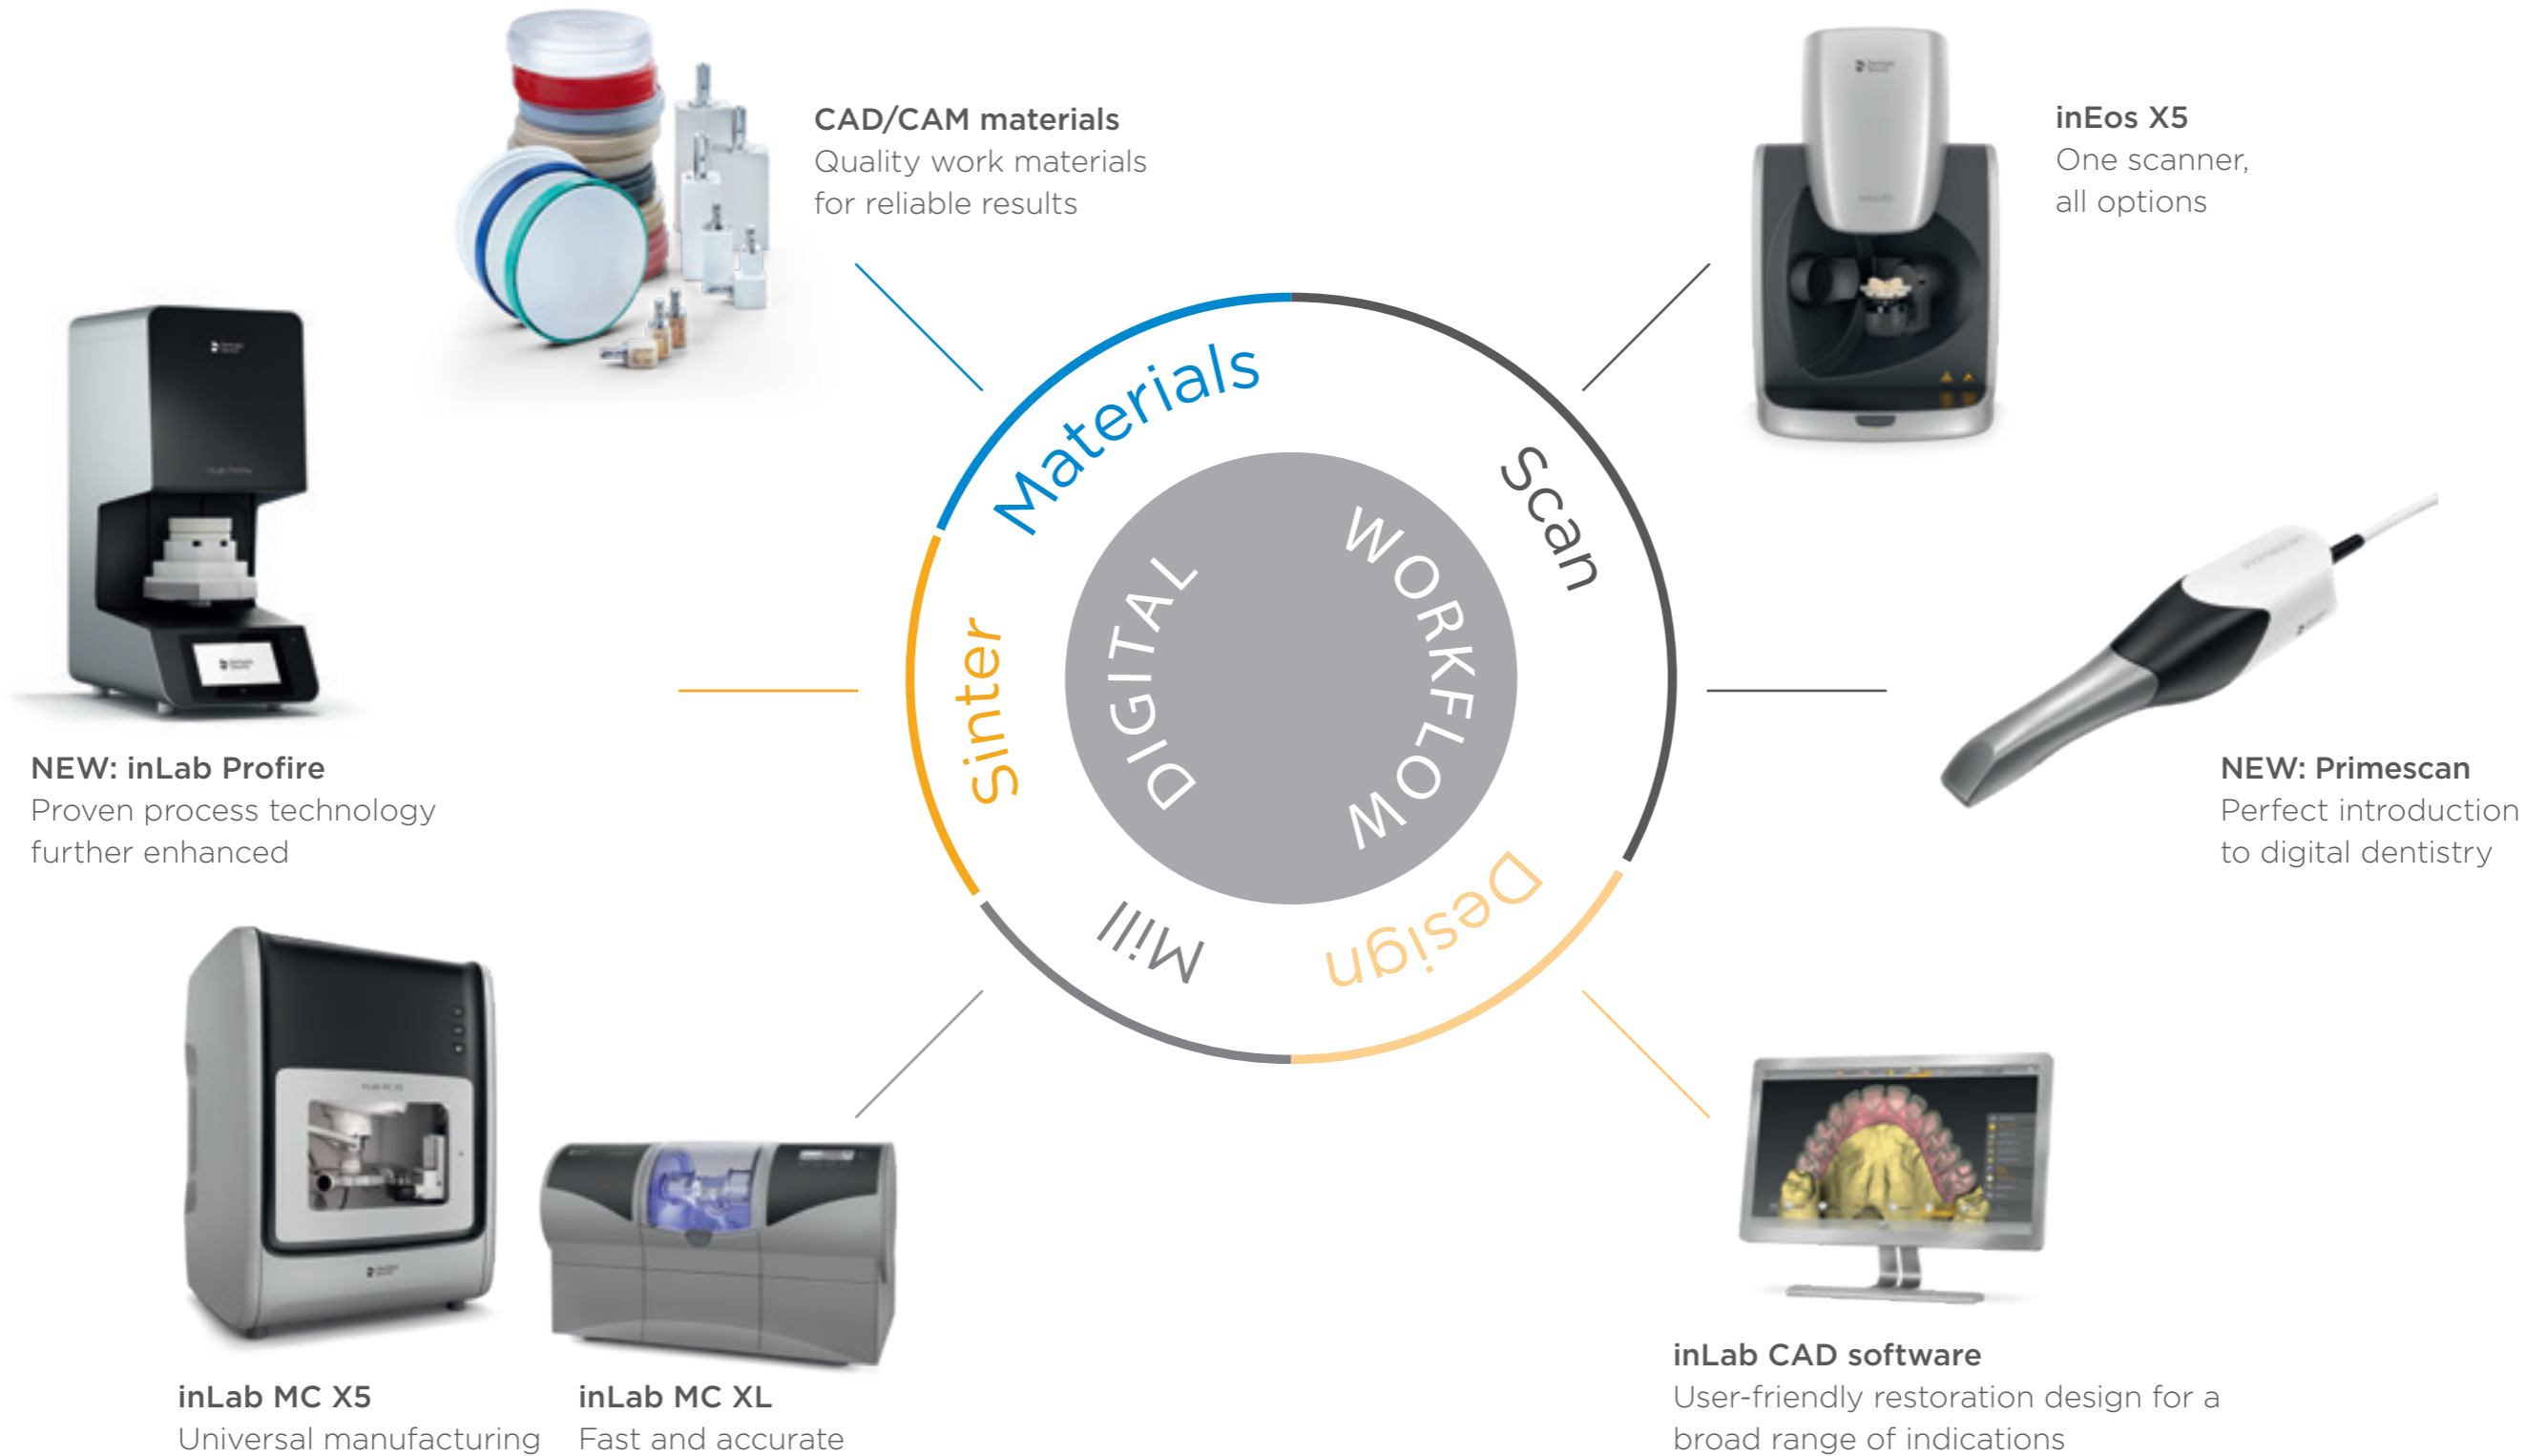 CAD/CAM materials
Quality work materials
for reliable results
inEos X5
One scanner,
all options
Materials
Scan
DIGITAL
WORKFLOW
Sinter
Design
Mill
NEW: inLab Profire
Proven process technology
further enhanced
NEW: Primescan
Perfect introduction
to digital dentistry
inLab MC X5
Universal manufacturing
inLab MC XL
Fast and accurate
inLab CAD software
User-friendly restoration design for a
broad range of indications